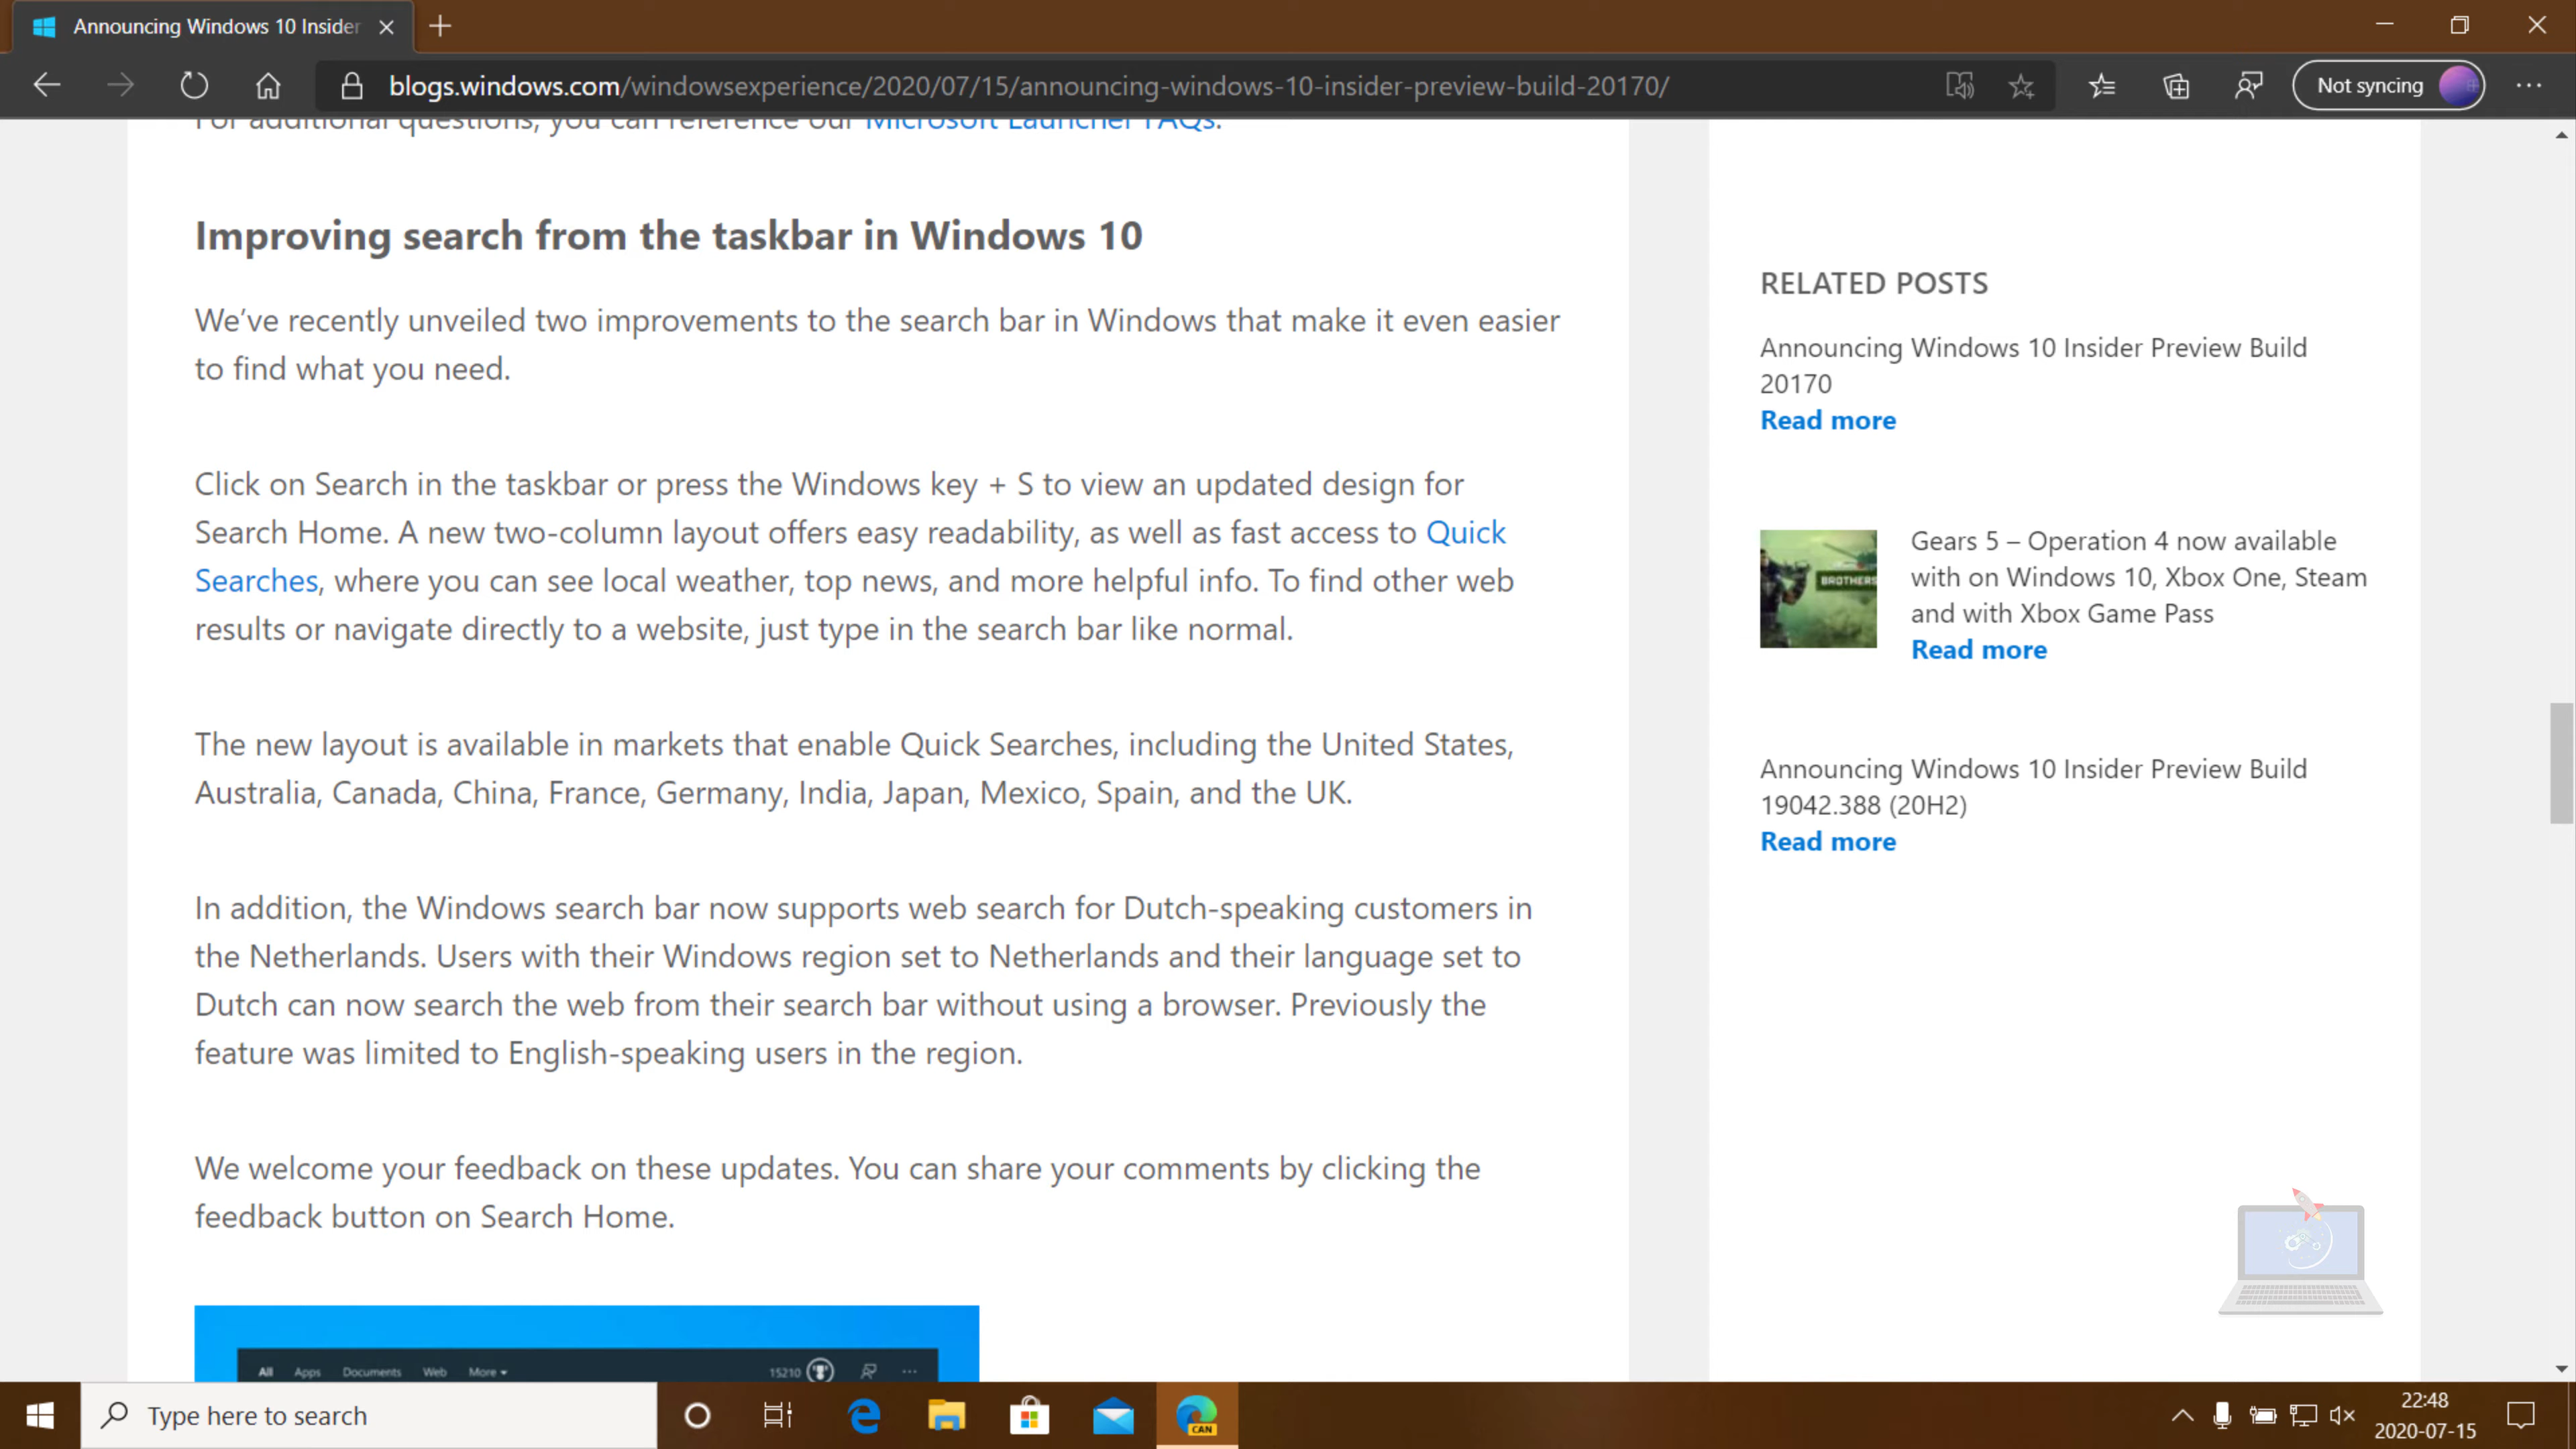 Announcing Windows 10 Insider
Not syncing
blogs.windows.com/windowsexperience/2020/07/15/announcing-windows-10-insider-preview-build-20170/
For additional questions, you can reference our Microsoft Launcher FAQs.
Improving search from the taskbar in Windows 10
We’ve recently unveiled two improvements to the search bar in Windows that make it even easier
to find what you need.
Click on Search in the taskbar or press the Windows key + S to view an updated design for
Search Home. A new two-column layout offers easy readability, as well as fast access to Quick
Searches, where you can see local weather, top news, and more helpful info. To find other web
results or navigate directly to a website, just type in the search bar like normal.
The new layout is available in markets that enable Quick Searches, including the United States,
Australia, Canada, China, France, Germany, India, Japan, Mexico, Spain, and the UK.
In addition, the Windows search bar now supports web search for Dutch-speaking customers in
the Netherlands. Users with their Windows region set to Netherlands and their language set to
Dutch can now search the web from their search bar without using a browser. Previously the
feature was limited to English-speaking users in the region.
We welcome your feedback on these updates. You can share your comments by clicking the
feedback button on Search Home.
All Apps Documents Web More 15210
RELATED POSTS
Announcing Windows 10 Insider Preview Build
20170
Read more
BROTHERS
Gears 5 – Operation 4 now available
with on Windows 10, Xbox One, Steam
and with Xbox Game Pass
Read more
Announcing Windows 10 Insider Preview Build
19042.388 (20H2)
Read more
Type here to search
CAN
22:48
2020-07-15